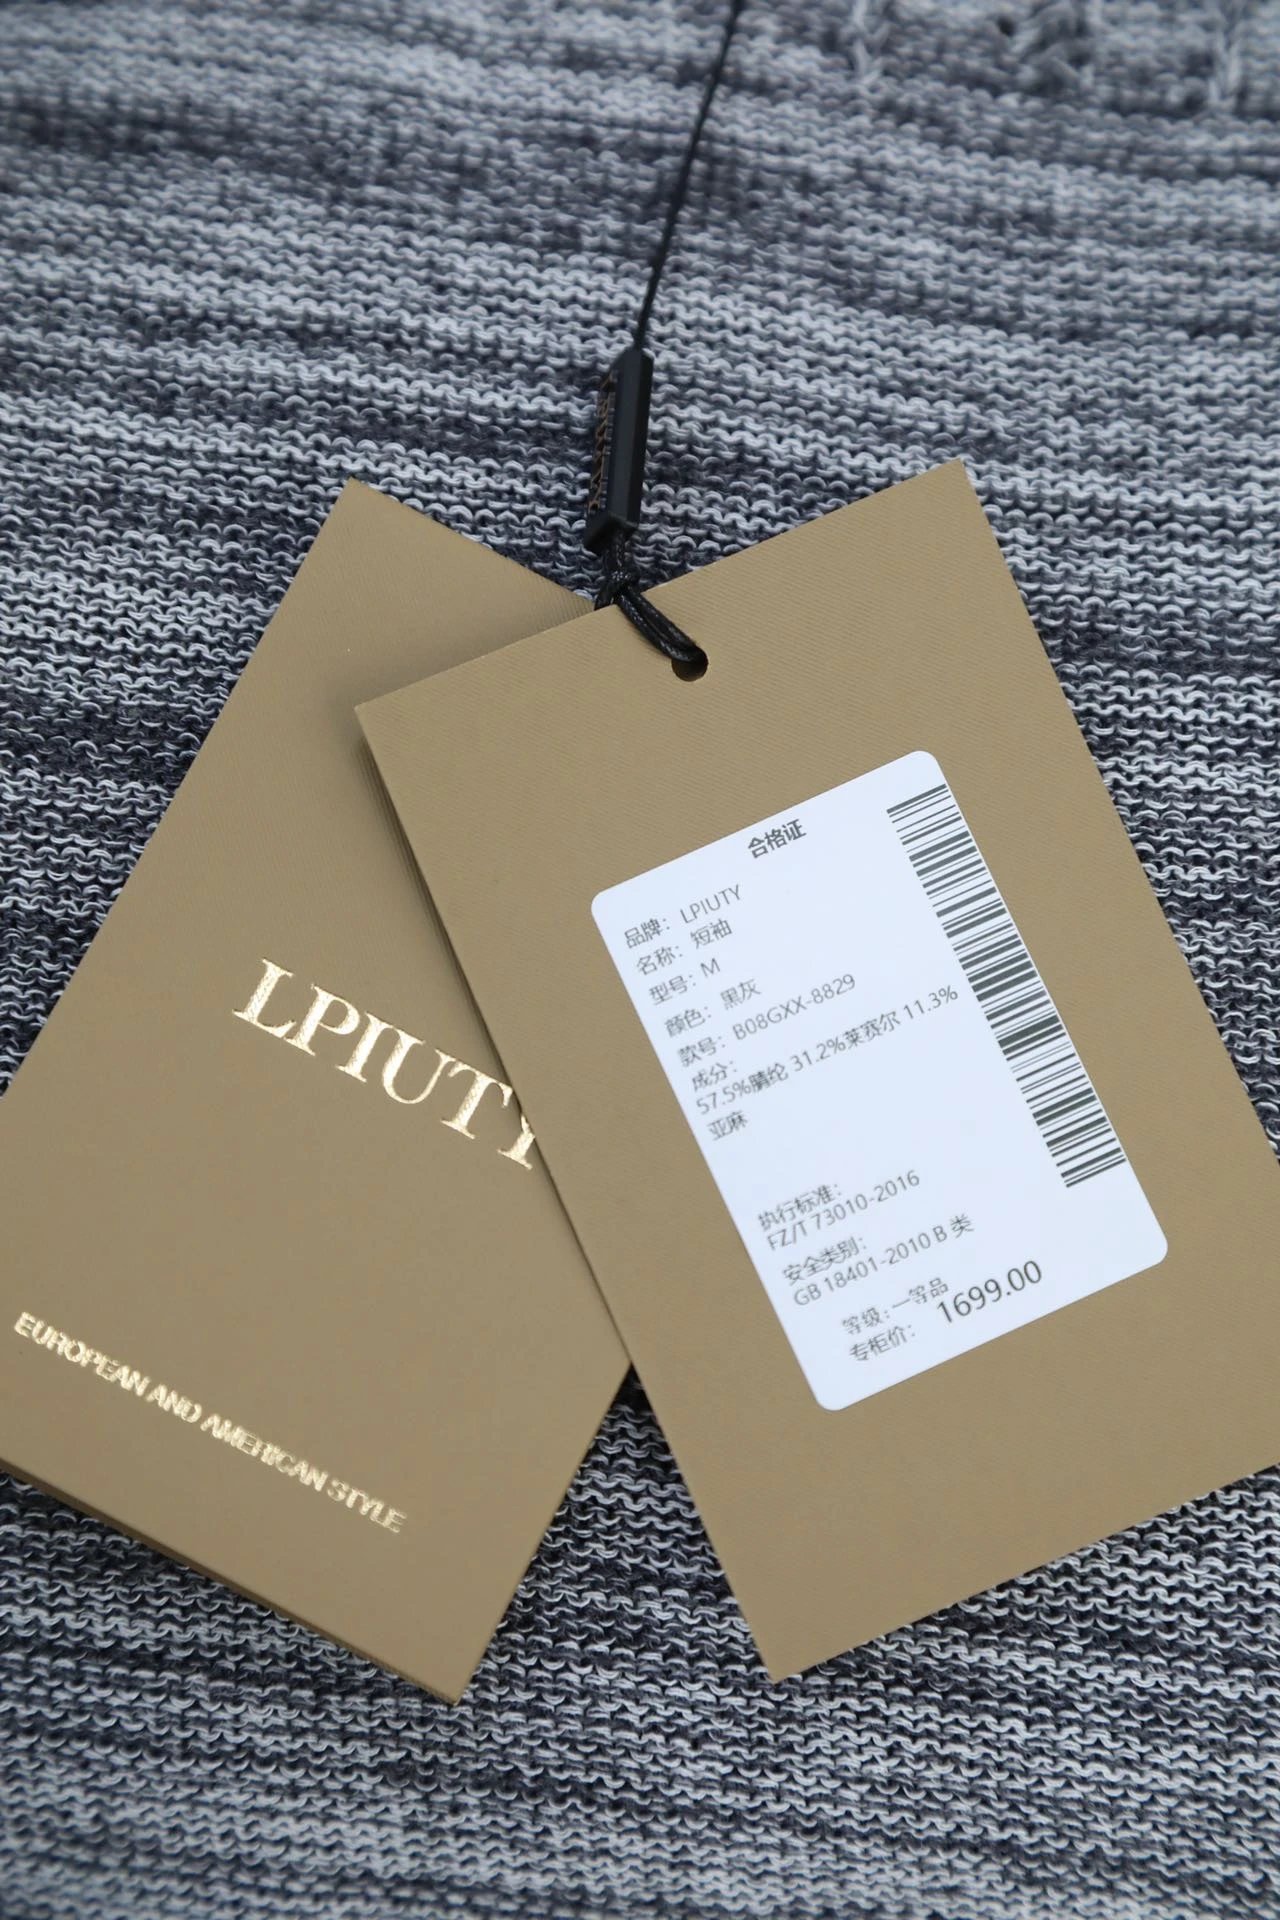 LPIUTY
EUROPEAN AND AMERICAN STYLE
合格证
品牌: LPIUTY
名称: 短袖
型号: M
颜色: 黑灰
款号: B08GXX-8829
成分:
57.5%腈纶 31.2%莱赛尔 11.3%
亚麻
执行标准:
FZ/T 73010-2016
安全类别:
GB 18401-2010 B 类
等级: 一等品
专柜价: 1699.00